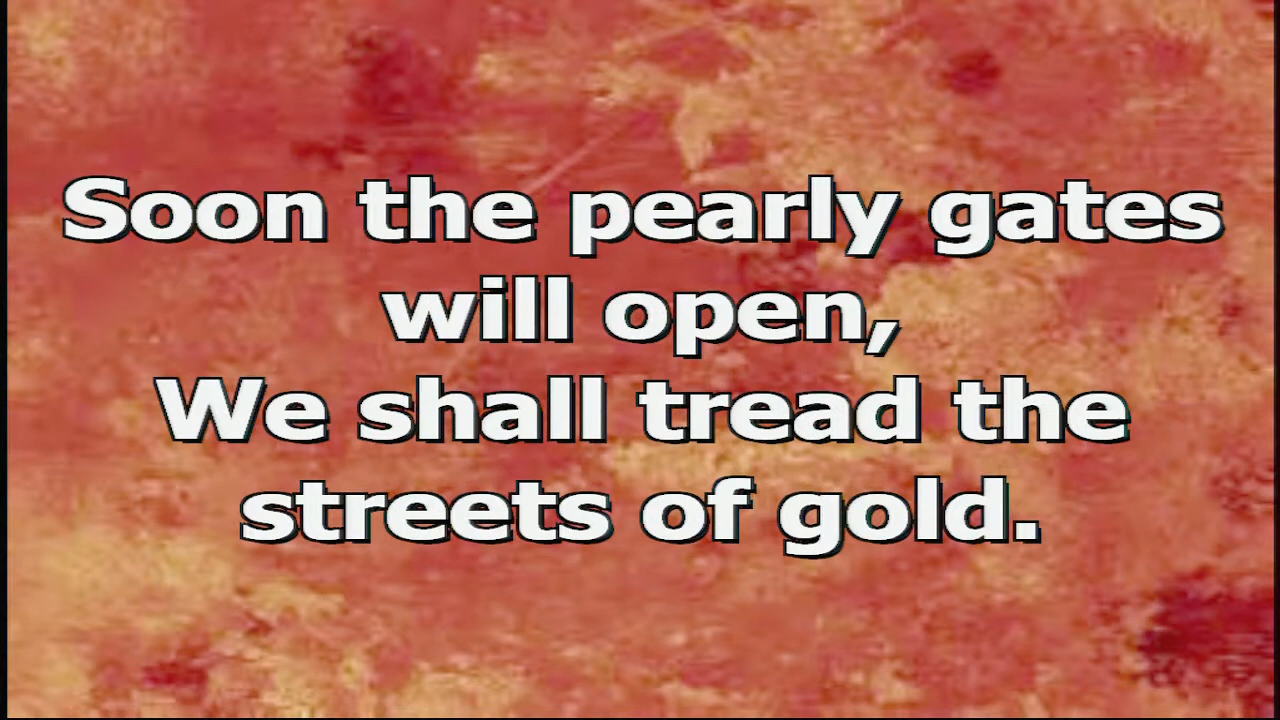 Soon the pearly gates
will open,
We shall tread the
streets of gold.